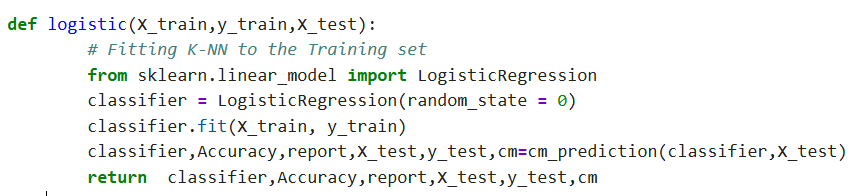 def logistic(X_train,y_train,X_test):
        # Fitting K-NN to the Training set
        from sklearn.linear_model import LogisticRegression
        classifier = LogisticRegression(random_state = 0)
        classifier.fit(X_train, y_train)
        classifier,Accuracy,report,X_test,y_test,cm=cm_prediction(classifier,X_test)
        return  classifier,Accuracy,report,X_test,y_test,cm